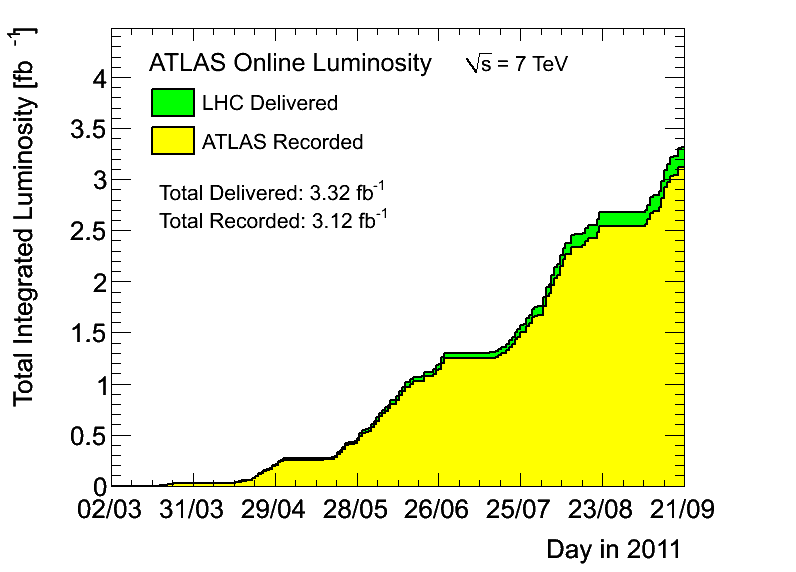 ATLAS Online Luminosity √s = 7 TeV
LHC Delivered
ATLAS Recorded
Total Delivered: 3.32 fb⁻¹
Total Recorded: 3.12 fb⁻¹
Total Integrated Luminosity [fb⁻¹]
4
3.5
3
2.5
2
1.5
1
0.5
0
02/03 31/03 29/04 28/05 26/06 25/07 23/08 21/09
Day in 2011